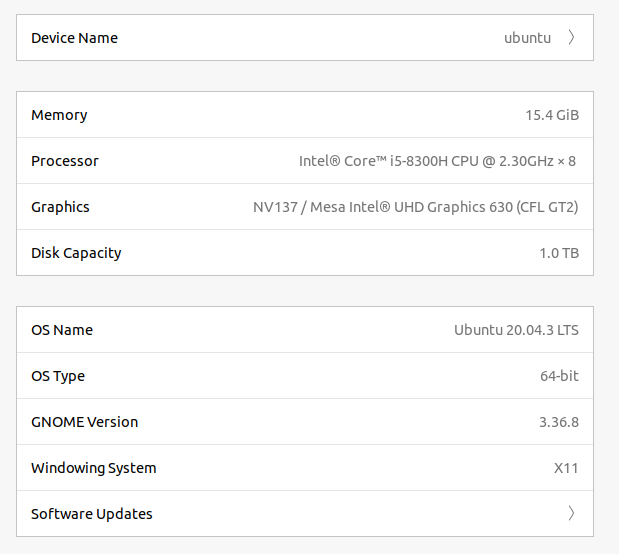 Device Name ubuntu
Memory 15.4 GiB
Processor Intel® Core™ i5-8300H CPU @ 2.30GHz × 8
Graphics NV137 / Mesa Intel® UHD Graphics 630 (CFL GT2)
Disk Capacity 1.0 TB
OS Name Ubuntu 20.04.3 LTS
OS Type 64-bit
GNOME Version 3.36.8
Windowing System X11
Software Updates